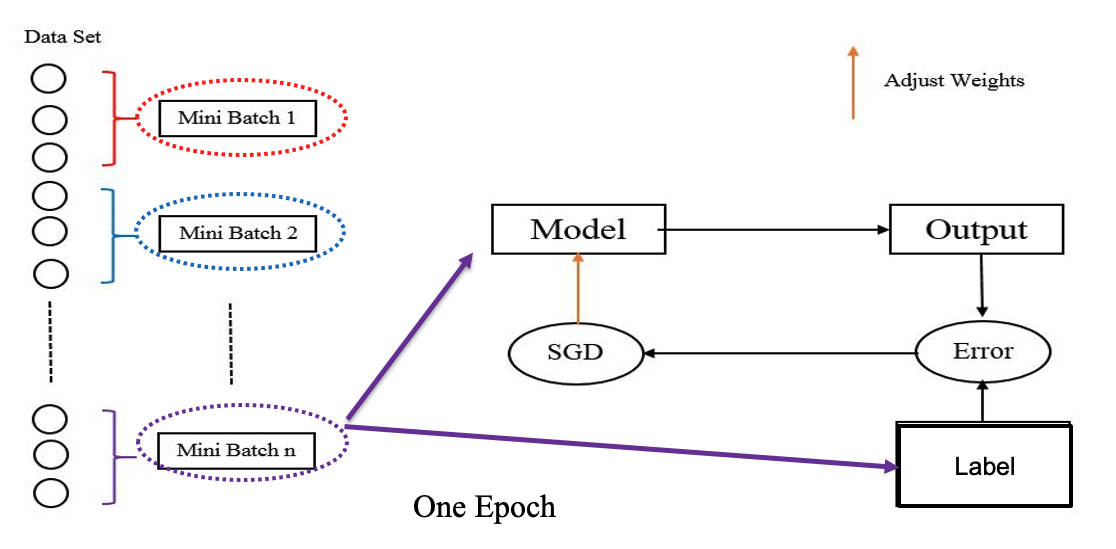 Data Set
Adjust Weights
Mini Batch 1
Mini Batch 2
Model
Output
SGD
Error
Mini Batch n
Label
One Epoch